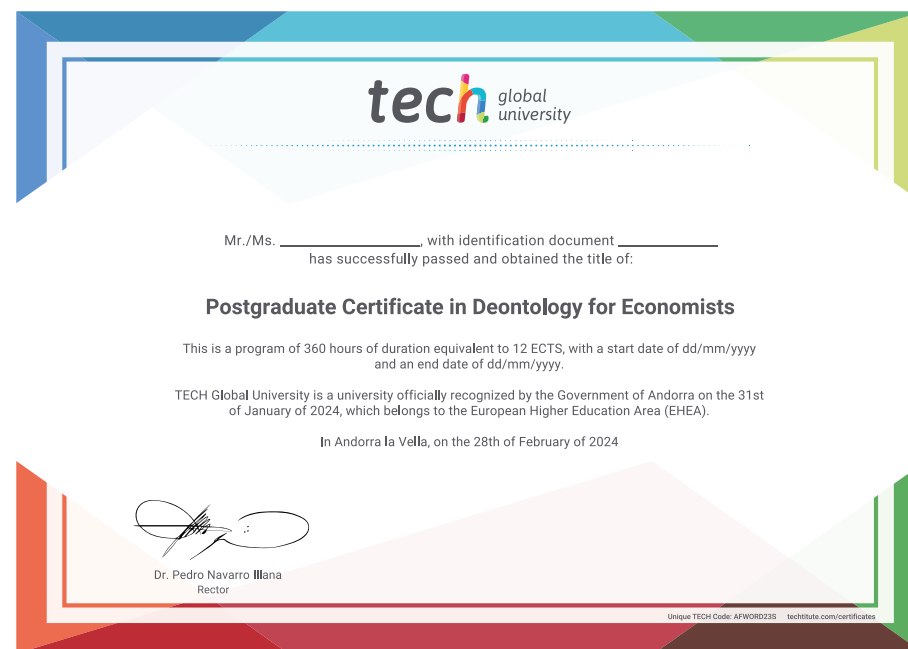 tech global university
Mr./Ms. ____________________, with identification document ______________
has successfully passed and obtained the title of:
Postgraduate Certificate in Deontology for Economists
This is a program of 360 hours of duration equivalent to 12 ECTS, with a start date of dd/mm/yyyy
and an end date of dd/mm/yyyy.
TECH Global University is a university officially recognized by the Government of Andorra on the 31st
of January of 2024, which belongs to the European Higher Education Area (EHEA).
In Andorra la Vella, on the 28th of February of 2024
Dr. Pedro Navarro Illana
Rector
Unique TECH Code: AFWORD23S techtitute.com/certificates